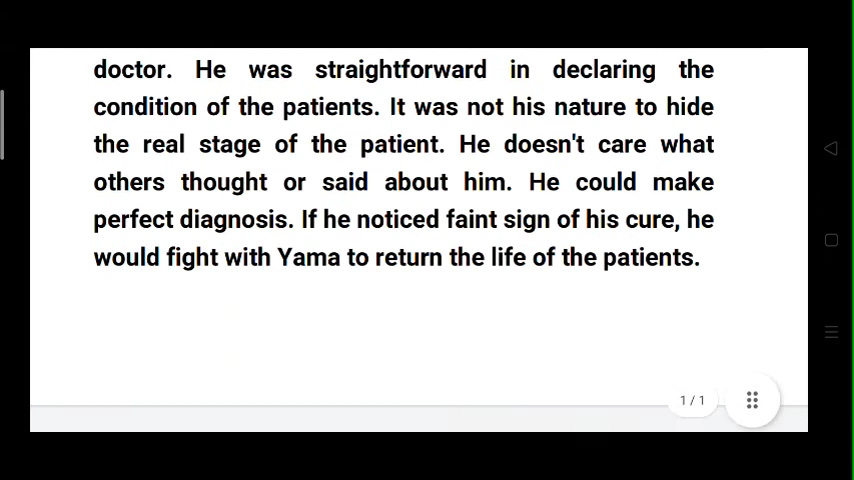 doctor. He was straightforward in declaring the
condition of the patients. It was not his nature to hide
the real stage of the patient. He doesn't care what
others thought or said about him. He could make
perfect diagnosis. If he noticed faint sign of his cure, he
would fight with Yama to return the life of the patients.
1 / 1